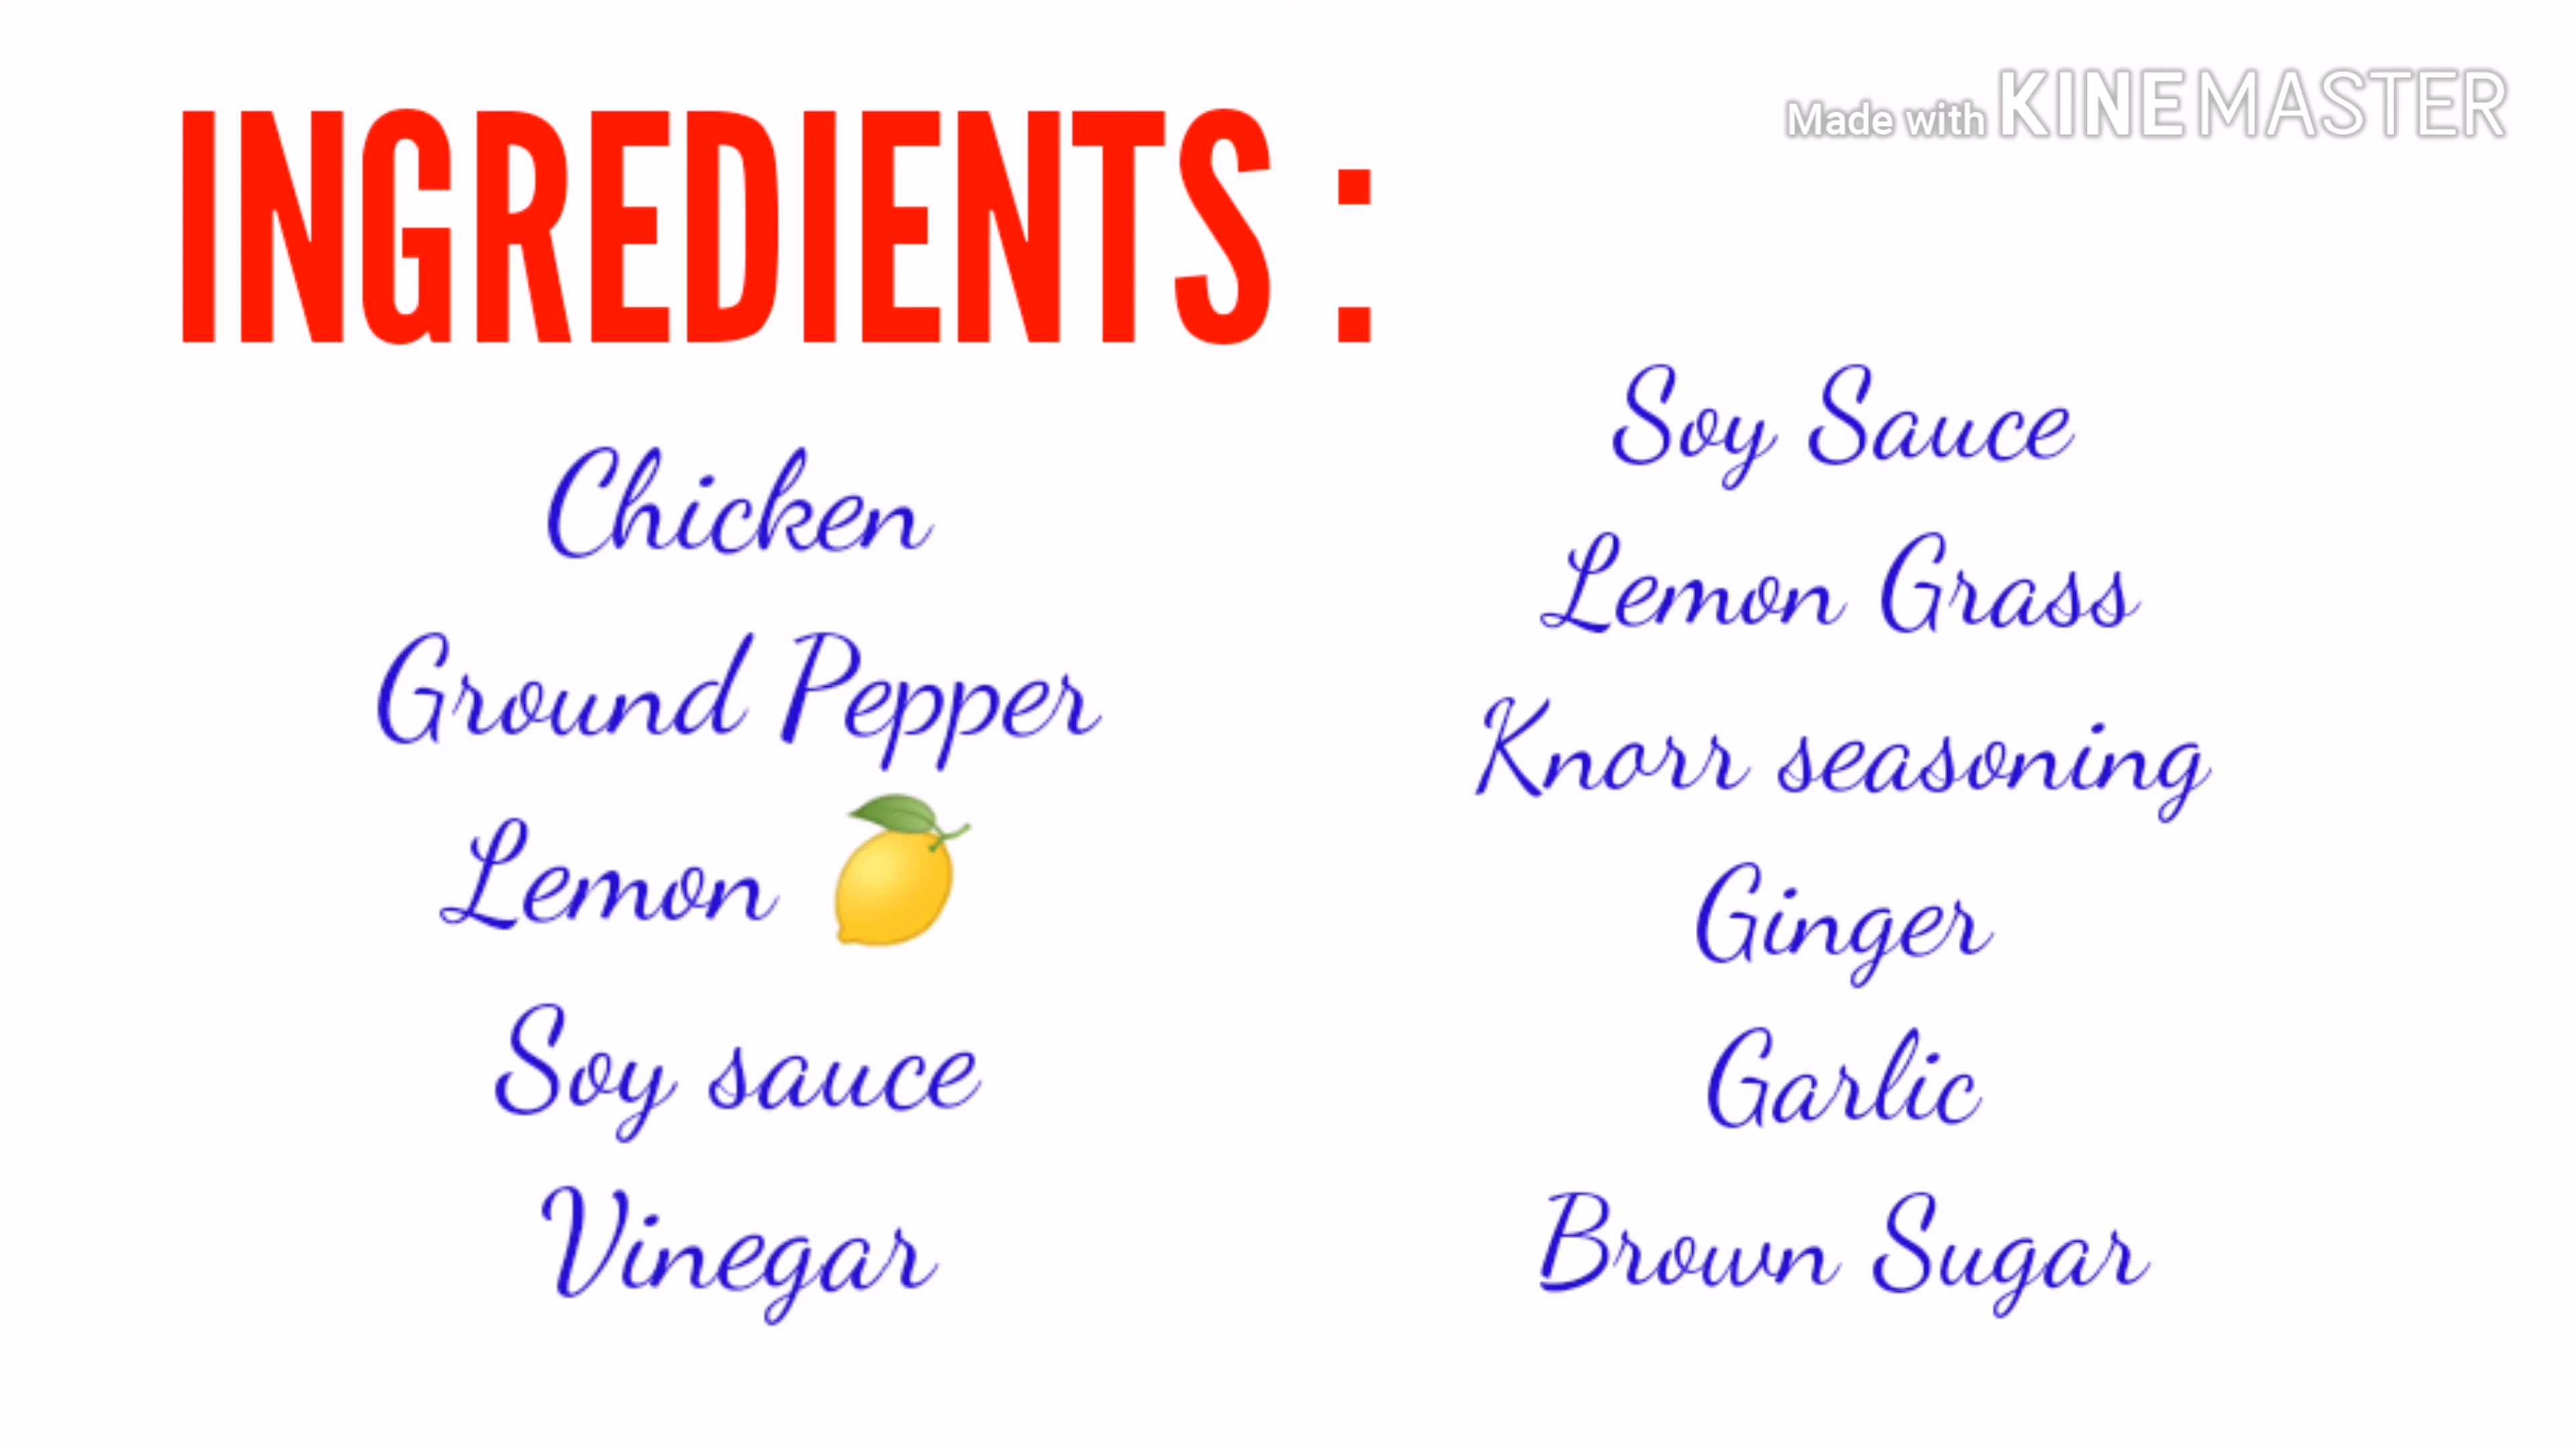 Made with KINEMASTER
INGREDIENTS :
Chicken
Ground Pepper
Lemon 🍋
Soy sauce
Vinegar
Soy Sauce
Lemon Grass
Knorr seasoning
Ginger
Garlic
Brown Sugar